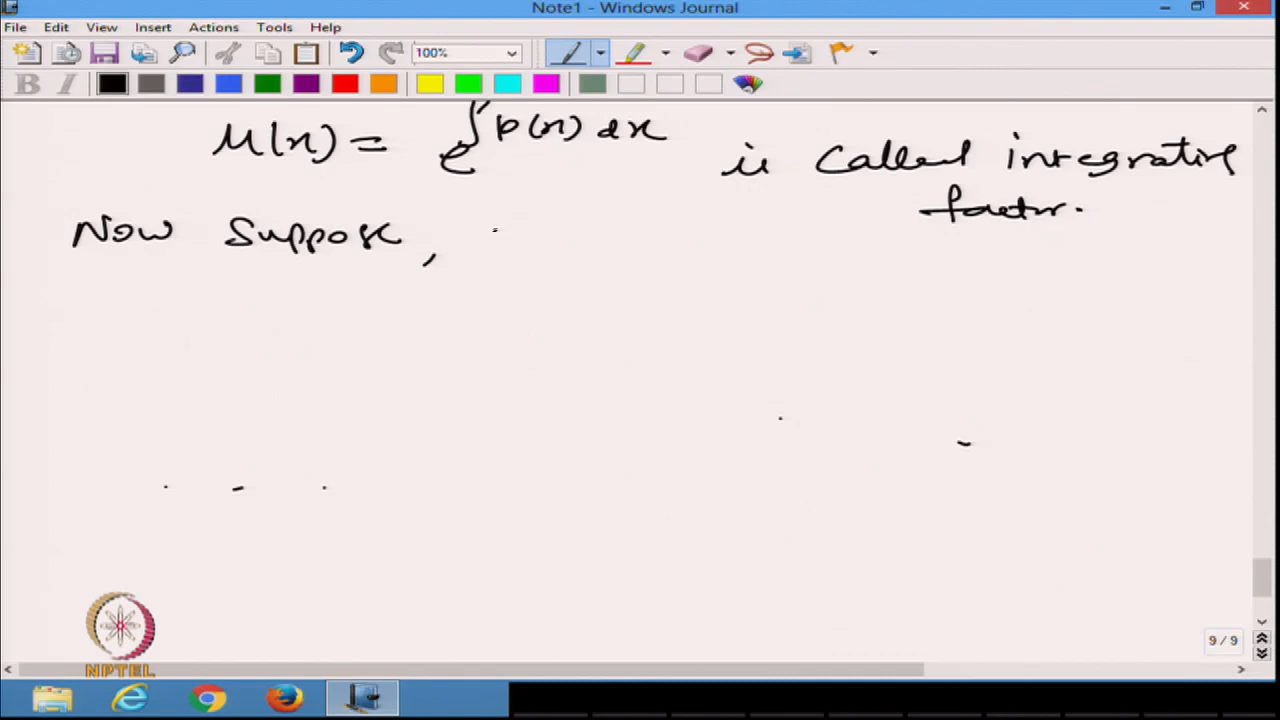 Note1 - Windows Journal
File Edit View Insert Actions Tools Help
100%
B I
μ(x) = e^∫p(x) dx is called integrative
factor.
Now Suppose,
9 / 9
NPTEL